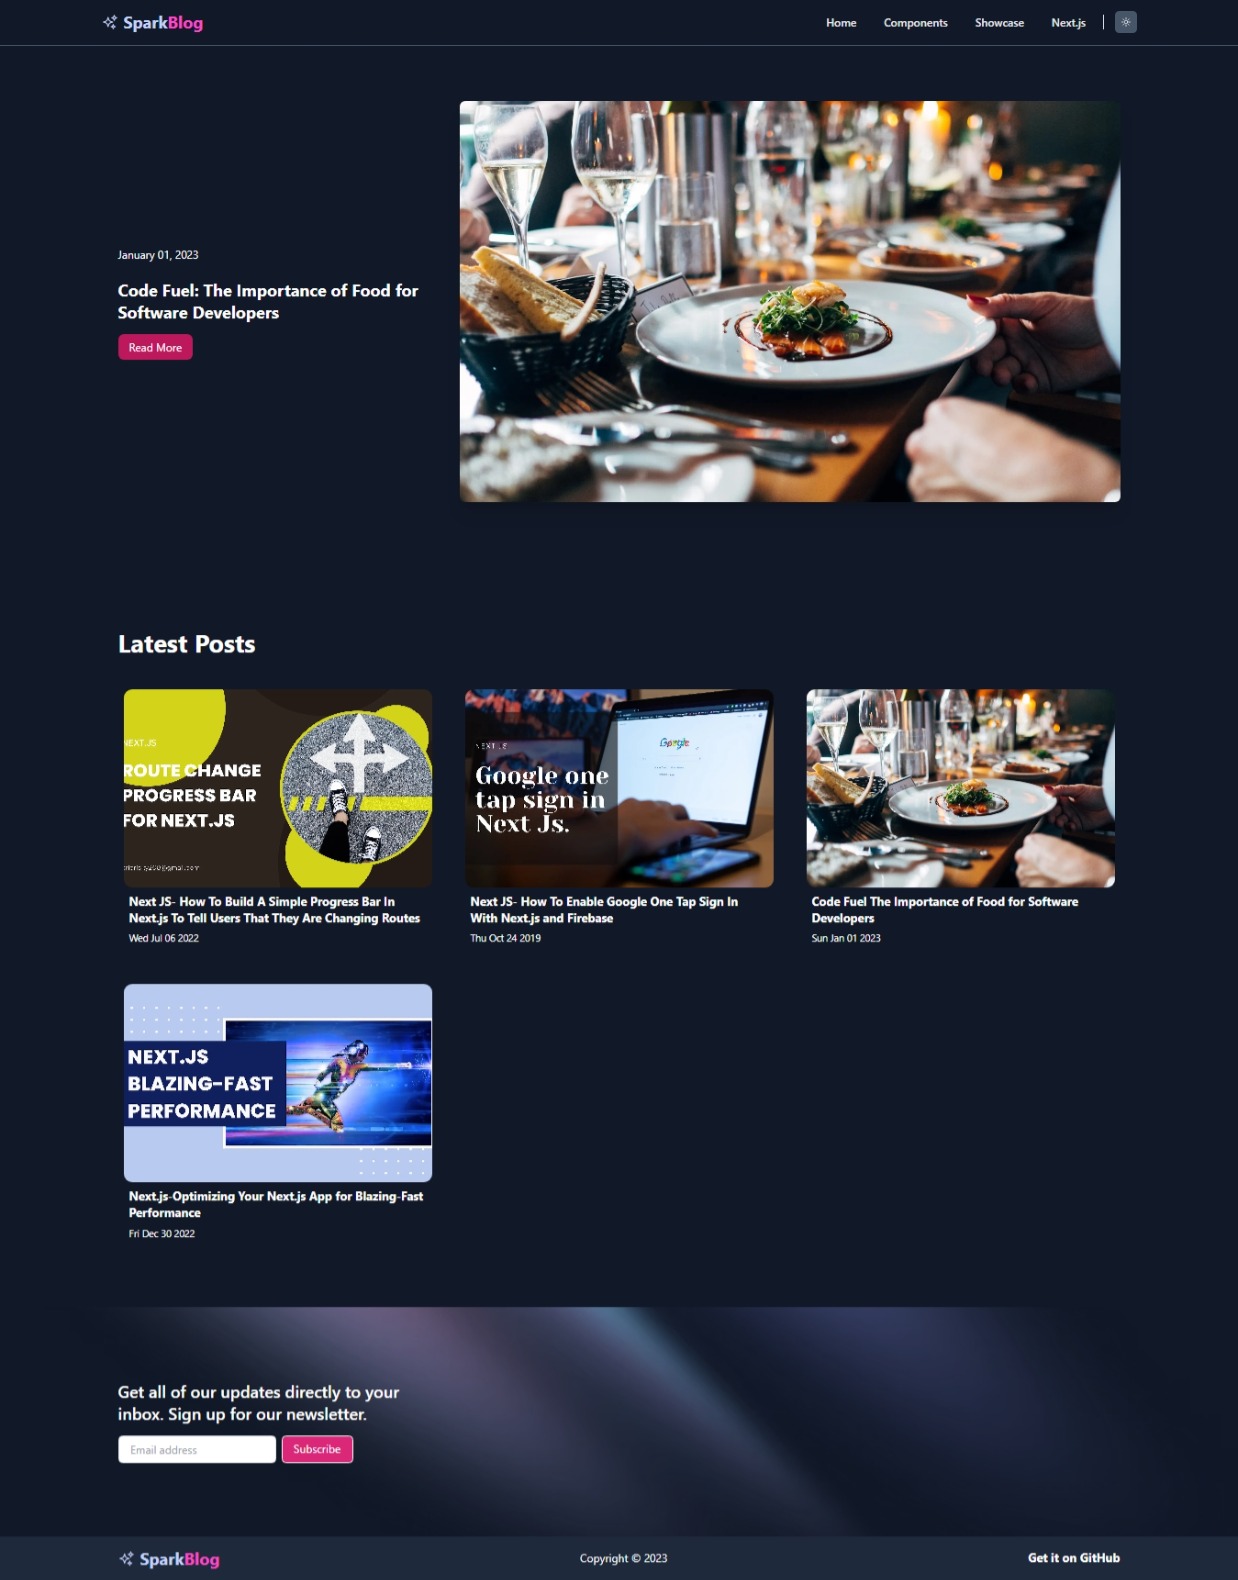 SparkBlog
Home Components Showcase Next.js
January 01, 2023
Code Fuel: The Importance of Food for
Software Developers
Read More
Latest Posts
NEXT.JS
ROUTE CHANGE
PROGRESS BAR
FOR NEXT.JS
Next JS- How To Build A Simple Progress Bar In
Next.js To Tell Users That They Are Changing Routes
Wed Jul 06 2022
NEXT JS
Google one
tap sign in
Next Js.
Google
Next JS- How To Enable Google One Tap Sign In
With Next.js and Firebase
Thu Oct 24 2019
Code Fuel The Importance of Food for Software
Developers
Sun Jan 01 2023
NEXT.JS
BLAZING-FAST
PERFORMANCE
Next.js-Optimizing Your Next.js App for Blazing-Fast
Performance
Fri Dec 30 2022
Get all of our updates directly to your
inbox. Sign up for our newsletter.
Email address
Subscribe
SparkBlog
Copyright © 2023
Get it on GitHub